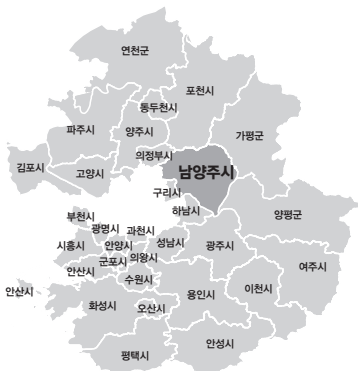 연천군
포천시
동두천시
파주시
양주시
가평군
의정부시
김포시
고양시
남양주시
구리시
하남시
양평군
부천시
광명시
과천시
시흥시
안양시
성남시
광주시
군포시
의왕시
여주시
안산시
수원시
안산시
용인시
이천시
화성시
오산시
안성시
평택시